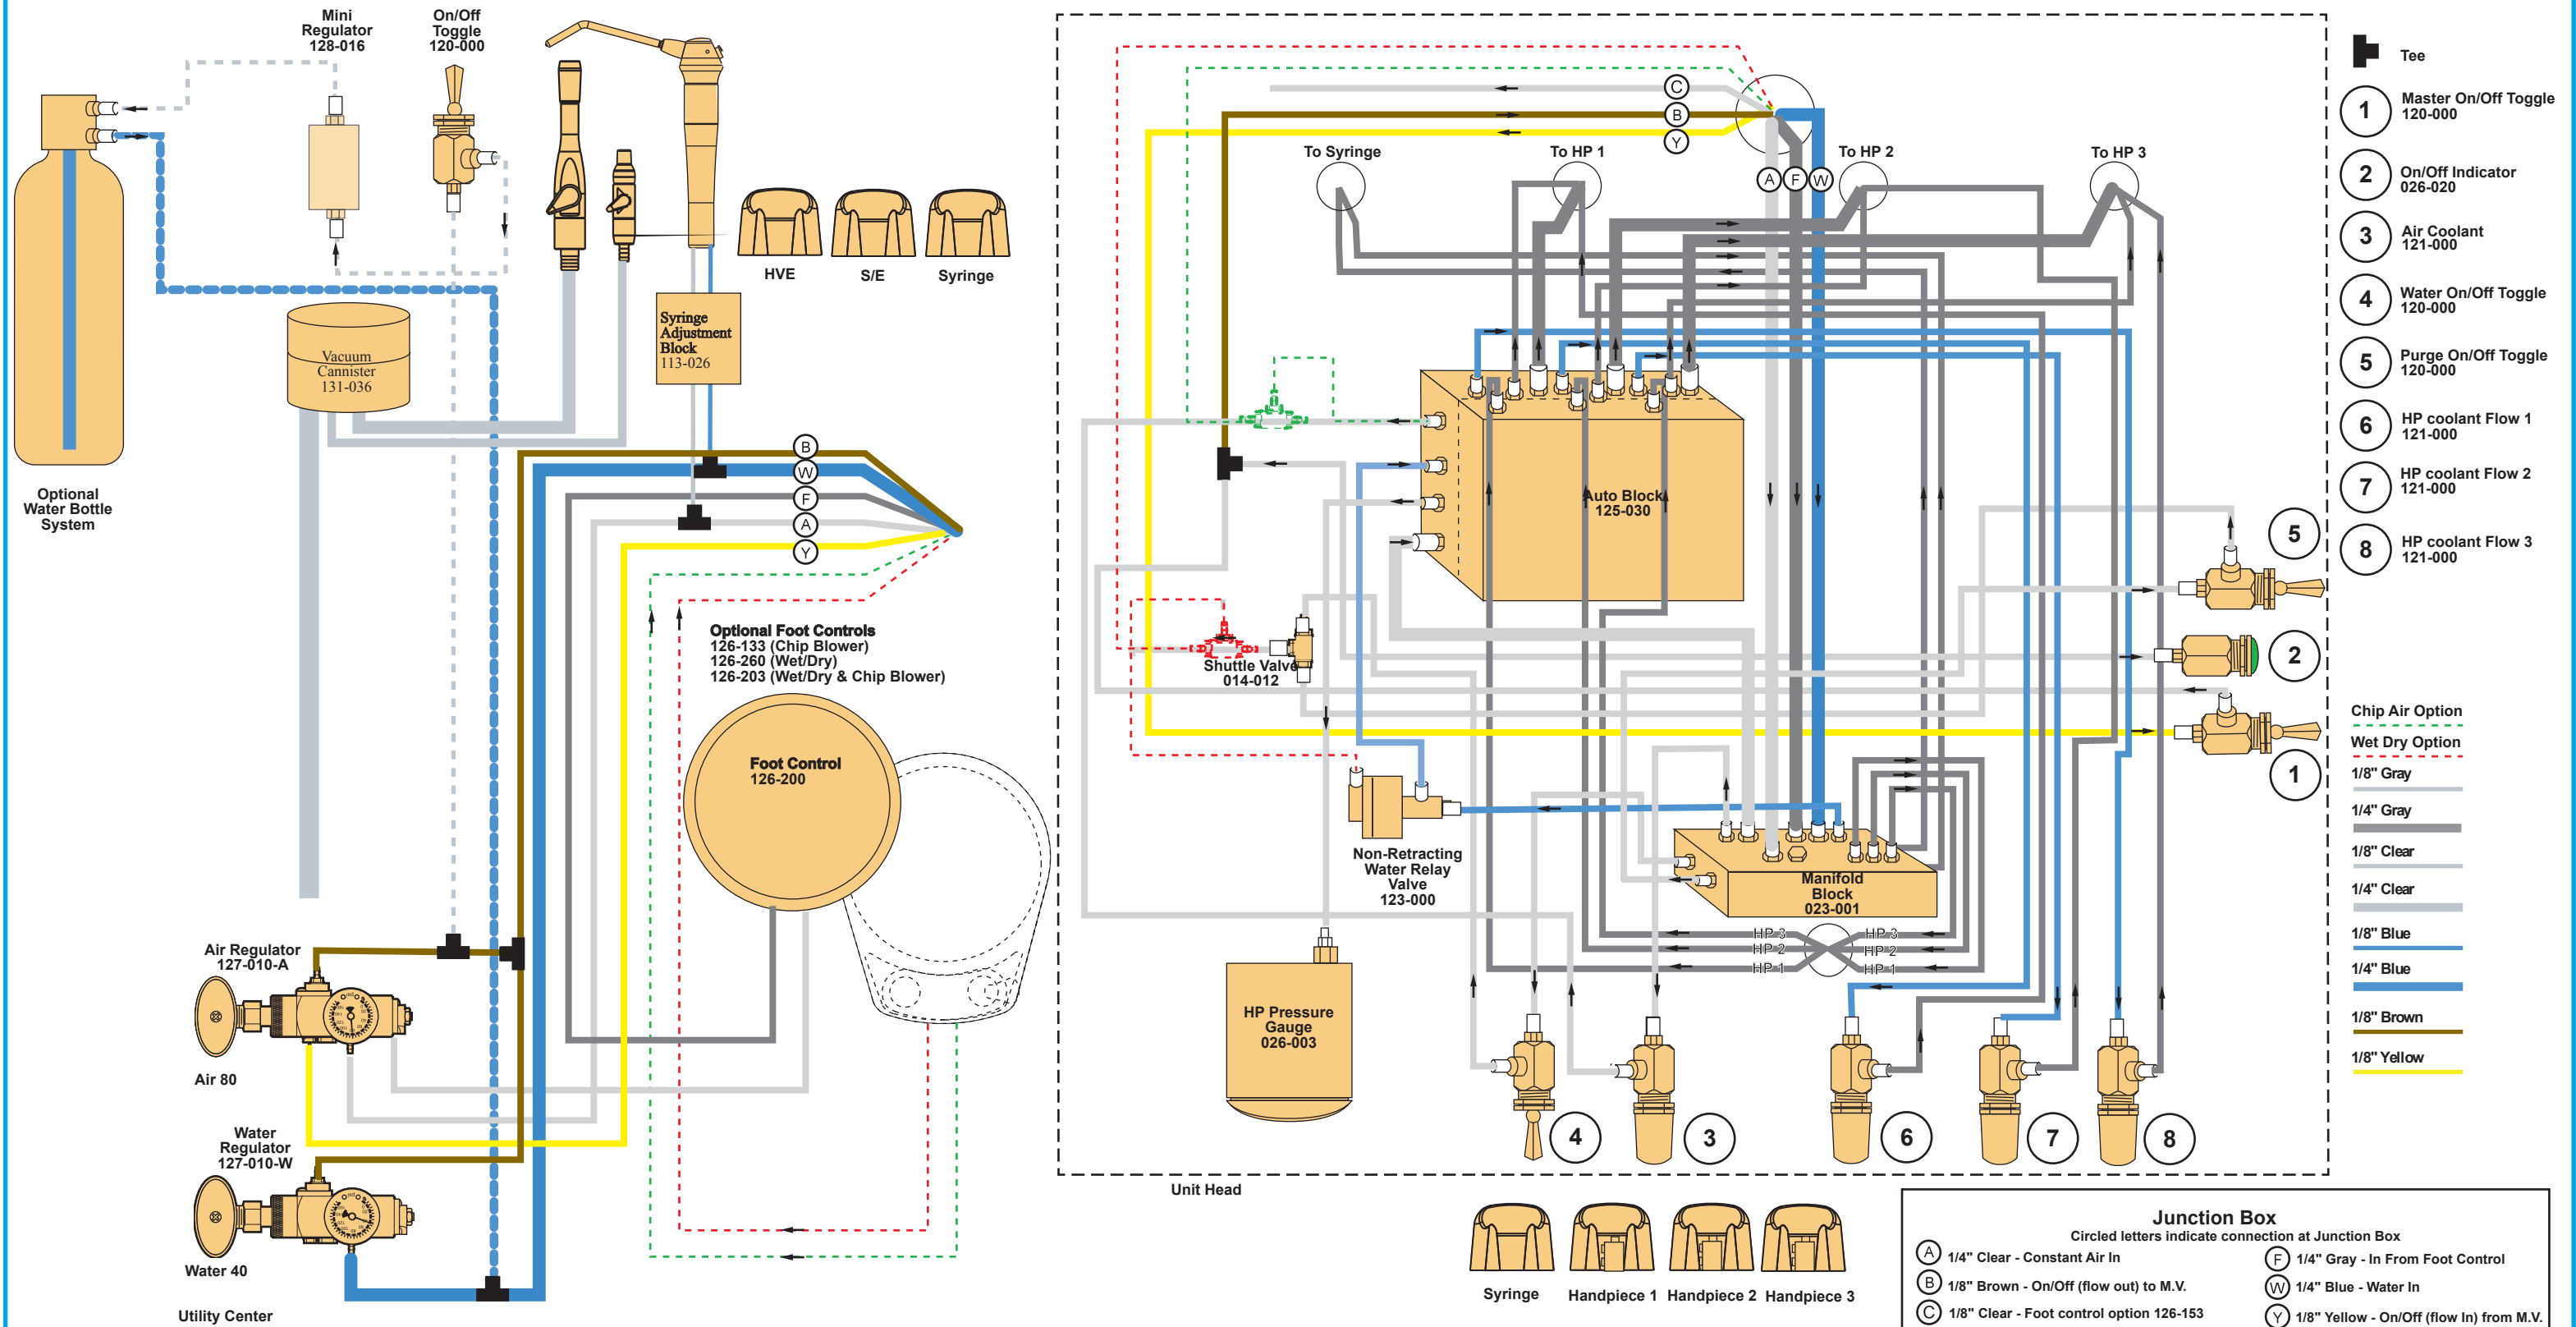 Mini
Regulator
128-016
On/Off
Toggle
120-000
HVE
S/E
Syringe
Syringe
Adjustment
Block
113-026
Vacuum
Cannister
131-036
Optional
Water Bottle
System
B
W
F
A
Y
Optional Foot Controls
126-133 (Chip Blower)
126-260 (Wet/Dry)
126-203 (Wet/Dry & Chip Blower)
Foot Control
126-200
Air Regulator
127-010-A
Air 80
Water
Regulator
127-010-W
Water 40
Utility Center
C
B
Y
To Syringe
To HP 1
A
F
W
To HP 2
To HP 3
Auto Block
125-030
Shuttle Valve
014-012
Non-Retracting
Water Relay
Valve
123-000
Manifold
Block
023-001
HP 3
HP 2
HP 1
HP 3
HP 2
HP 1
HP Pressure
Gauge
026-003
5
2
1
4
3
6
7
8
Unit Head
Tee
1
Master On/Off Toggle
120-000
2
On/Off Indicator
026-020
3
Air Coolant
121-000
4
Water On/Off Toggle
120-000
5
Purge On/Off Toggle
120-000
6
HP coolant Flow 1
121-000
7
HP coolant Flow 2
121-000
8
HP coolant Flow 3
121-000
Chip Air Option
Wet Dry Option
1/8" Gray
1/4" Gray
1/8" Clear
1/4" Clear
1/8" Blue
1/4" Blue
1/8" Brown
1/8" Yellow
Syringe
Handpiece 1
Handpiece 2
Handpiece 3
Junction Box
Circled letters indicate connection at Junction Box
A 1/4" Clear - Constant Air In
B 1/8" Brown - On/Off (flow out) to M.V.
C 1/8" Clear - Foot control option 126-153
F 1/4" Gray - In From Foot Control
W 1/4" Blue - Water In
Y 1/8" Yellow - On/Off (flow In) from M.V.